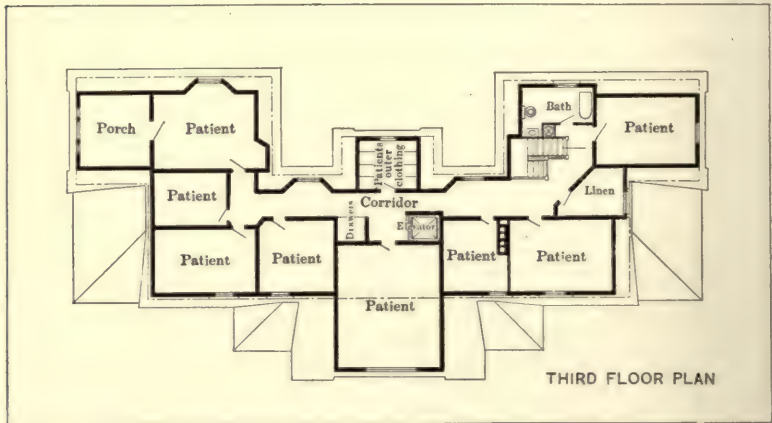 Bath
Porch
Patient
Patient
Patients
outer
clothing
Patient
Linen
Corridor
Drawers
Elevator
Patient
Patient
Patient
Patient
Patient
THIRD FLOOR PLAN